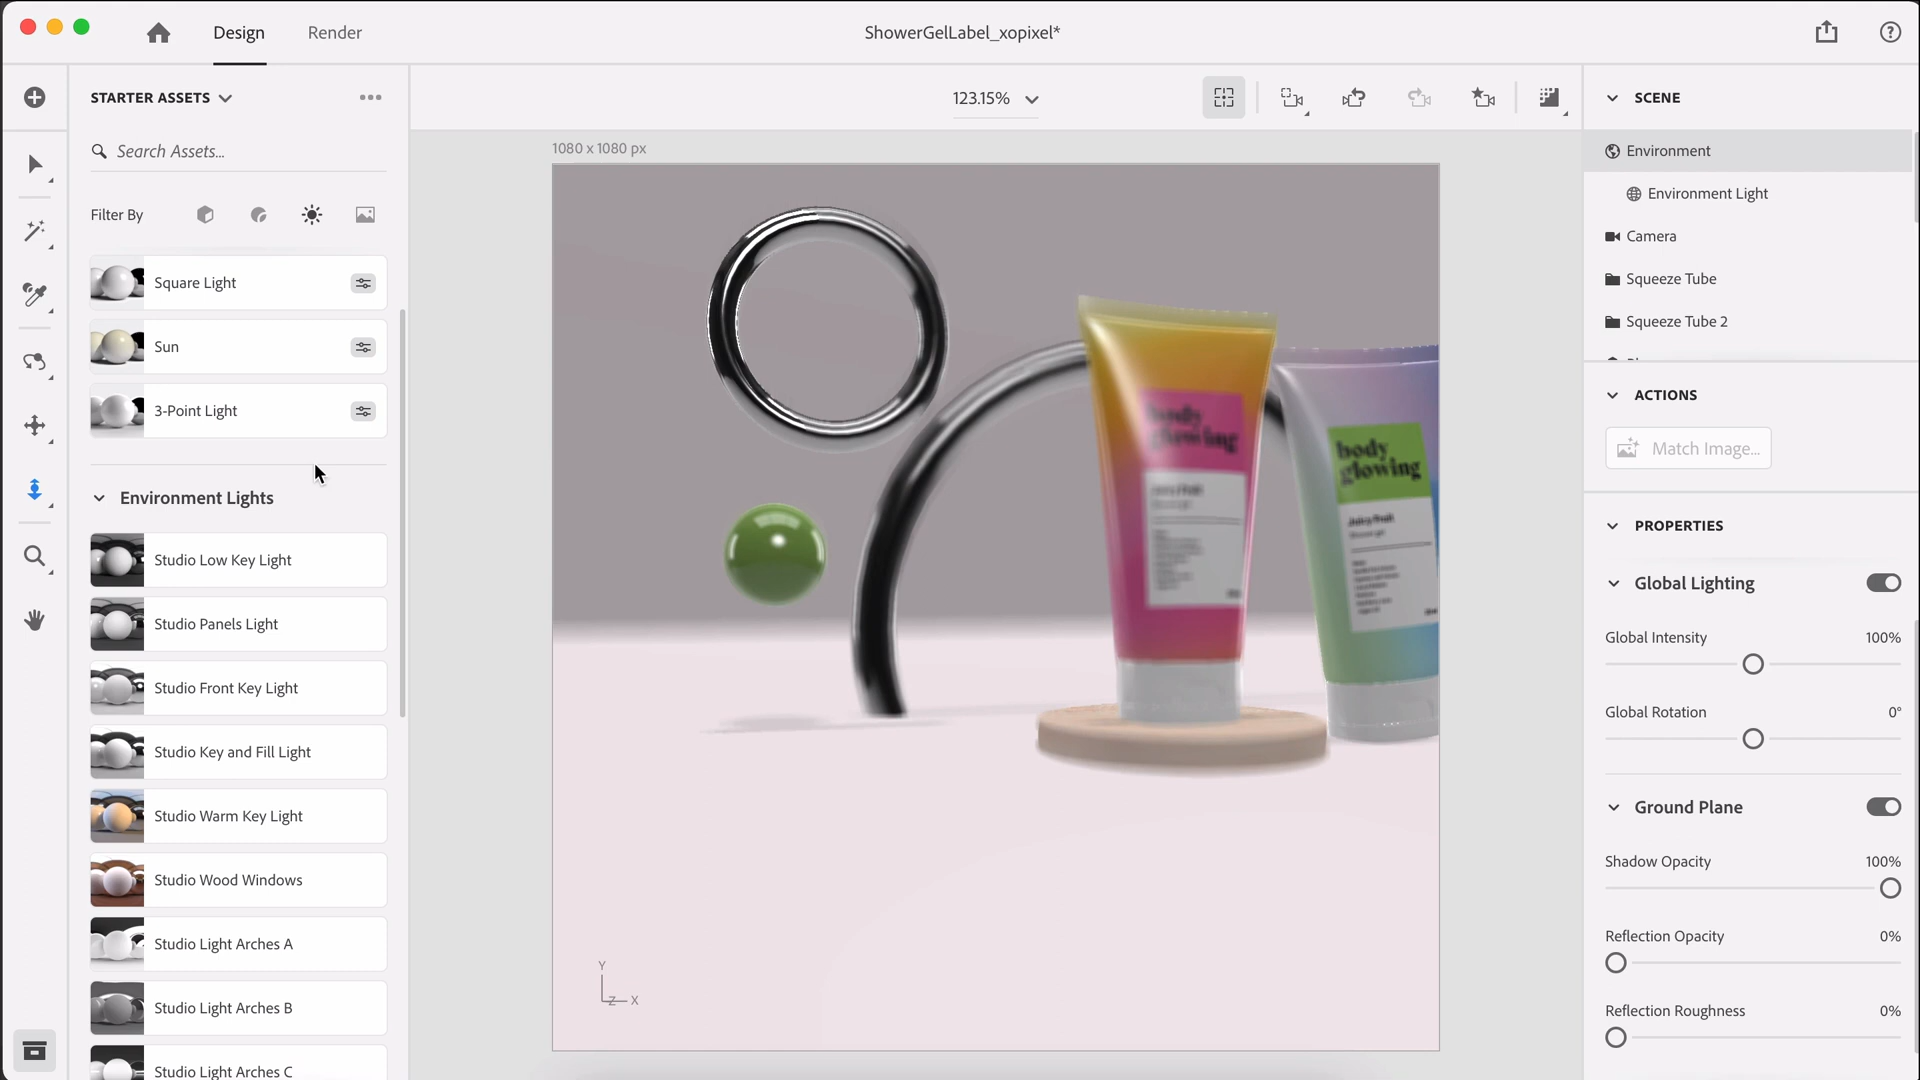 Design
Render
ShowerGelLabel_xopixel*
STARTER ASSETS
123.15%
SCENE
Search Assets...
1080 x 1080 px
Environment
Environment Light
Filter By
Camera
Square Light
Squeeze Tube
Sun
Squeeze Tube 2
3-Point Light
ACTIONS
Match Image...
body
glowing
body
glowing
Juicy Fruit
Juicy Fruit
Environment Lights
PROPERTIES
Studio Low Key Light
Global Lighting
Studio Panels Light
Global Intensity 100%
Studio Front Key Light
Global Rotation 0°
Studio Key and Fill Light
Ground Plane
Studio Warm Key Light
Shadow Opacity 100%
Studio Wood Windows
Reflection Opacity 0%
Studio Light Arches A
Studio Light Arches B
Reflection Roughness 0%
Studio Light Arches C
Y
Z
X